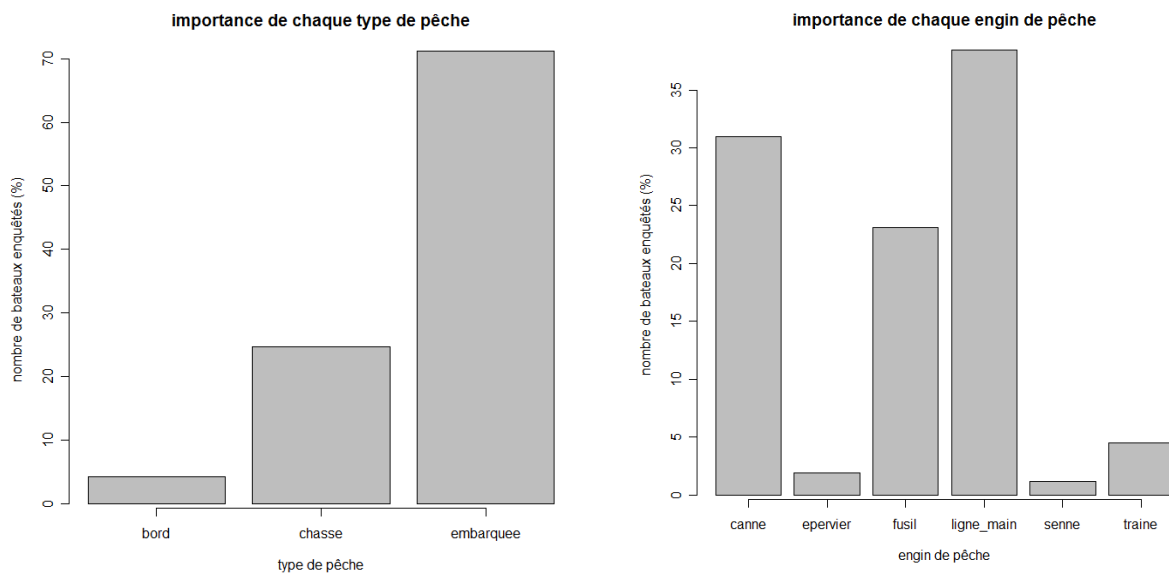 importance de chaque type de pêche
nombre de bateaux enquêtés (%)
70
60
50
40
30
20
10
0
bord chasse embarquee
type de pêche
importance de chaque engin de pêche
nombre de bateaux enquêtés (%)
35
30
25
20
15
10
5
0
canne epervier fusil ligne_main senne traine
engin de pêche